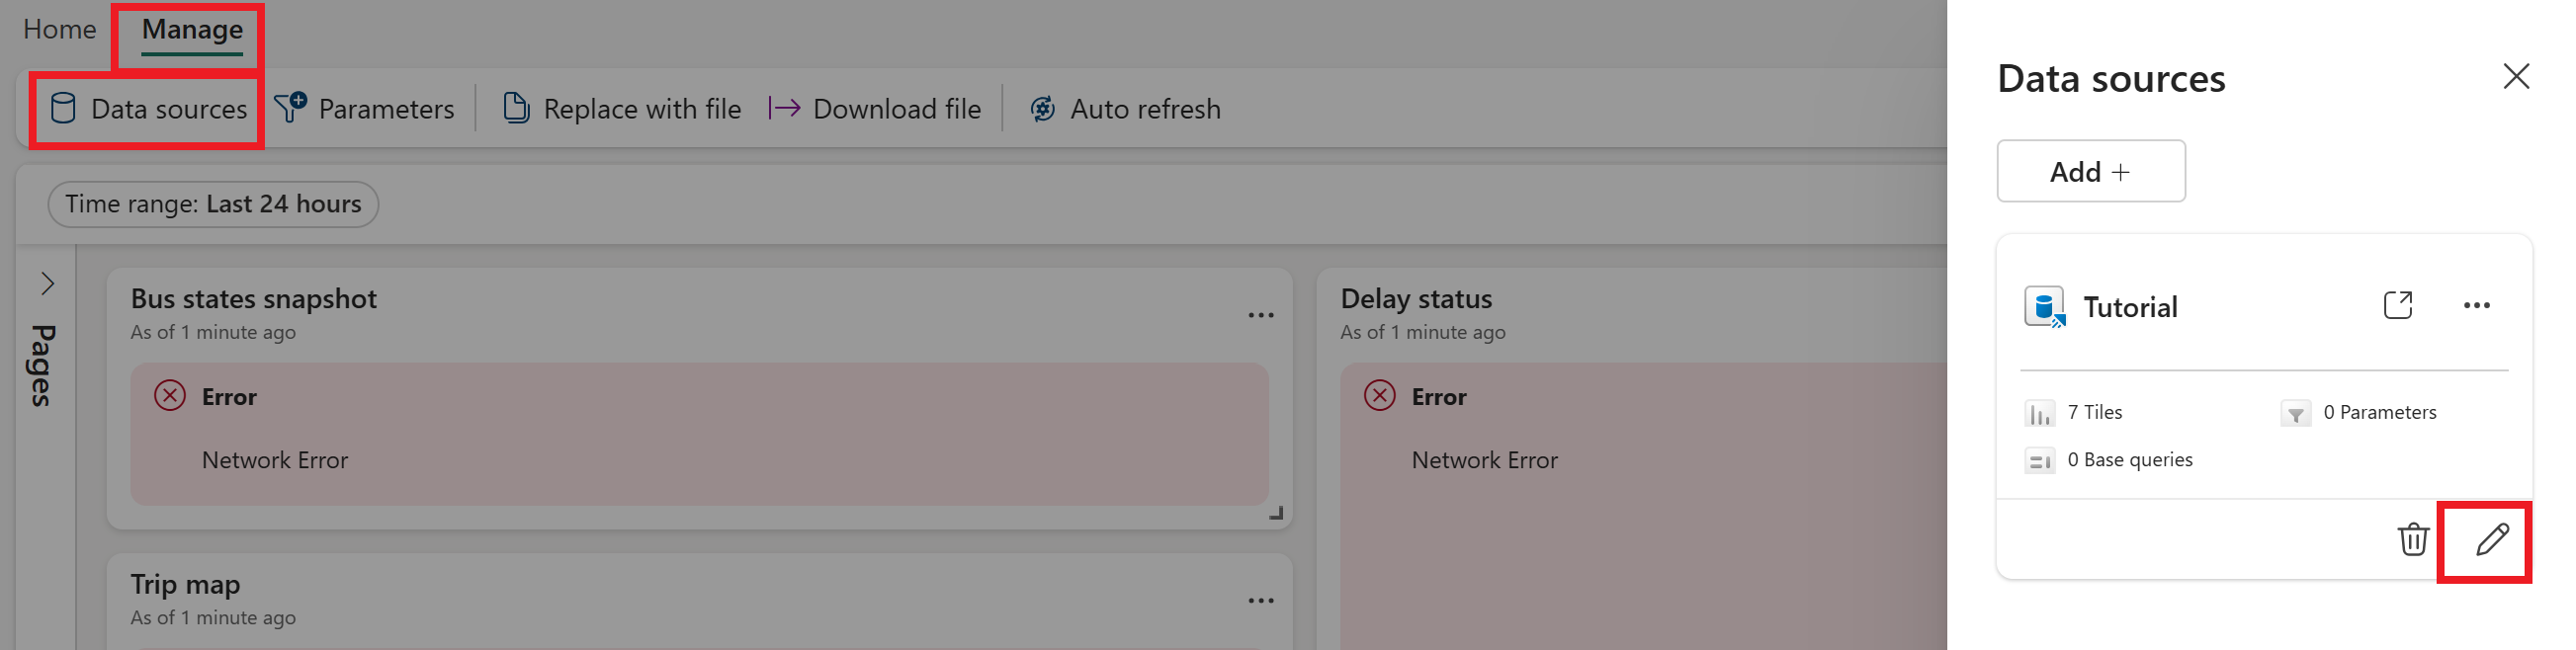 Home Manage
Data sources Parameters Replace with file Download file Auto refresh
Time range: Last 24 hours
Pages
Bus states snapshot
As of 1 minute ago
Error
Network Error
Delay status
As of 1 minute ago
Error
Network Error
Trip map
As of 1 minute ago
Data sources
Add +
Tutorial
7 Tiles 0 Parameters
0 Base queries